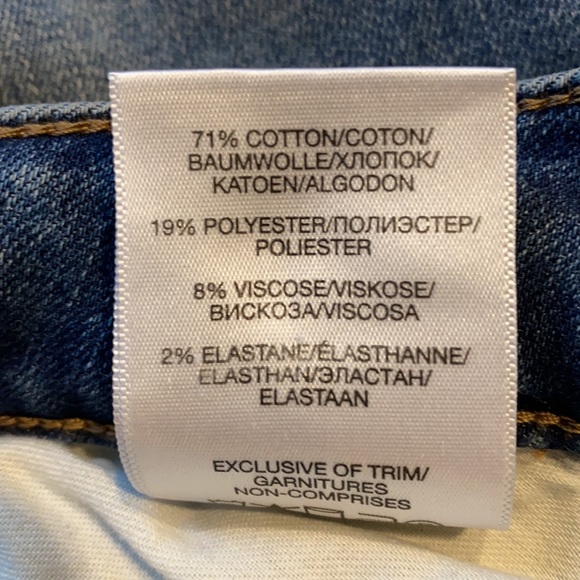 71% COTTON/COTON/
BAUMWOLLE/ХЛОПОК/
KATOEN/ALGODON
19% POLYESTER/ПОЛИЭСТЕР/
POLIESTER
8% VISCOSE/VISKOSE/
ВИСКОЗА/VISCOSA
2% ELASTANE/ÉLASTHANNE/
ELASTHAN/ЭЛАСТАН/
ELASTAAN
EXCLUSIVE OF TRIM/
GARNITURES
NON-COMPRISES